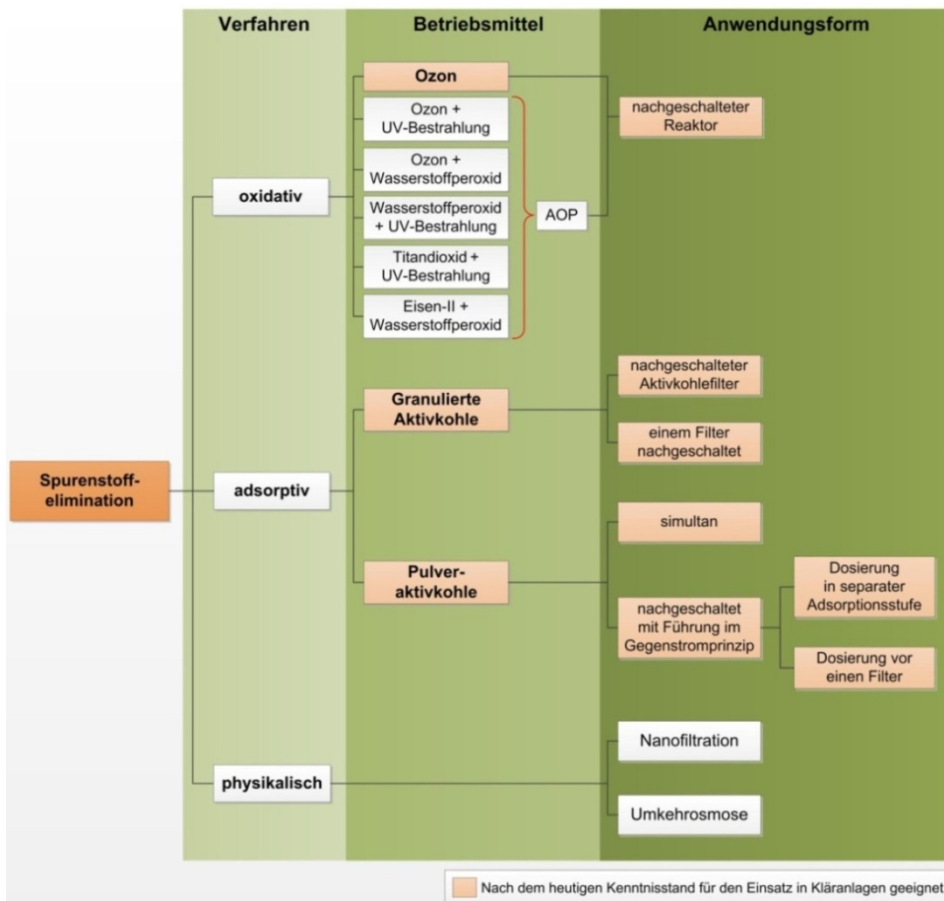 Verfahren
Betriebsmittel
Anwendungsform
Ozon
Ozon +
UV-Bestrahlung
Ozon +
Wasserstoffperoxid
Wasserstoffperoxid
+ UV-Bestrahlung
Titandioxid +
UV-Bestrahlung
Eisen-II +
Wasserstoffperoxid
oxidativ
AOP
nachgeschalteter
Reaktor
Granulierte
Aktivkohle
nachgeschalteter
Aktivkohlefilter
einem Filter
nachgeschaltet
Spurenstoff-
elimination
adsorptiv
Pulver-
aktivkohle
simultan
nachgeschaltet
mit Führung im
Gegenstromprinzip
Dosierung
in separater
Adsorptionsstufe
Dosierung vor
einen Filter
physikalisch
Nanofiltration
Umkehrosmose
Nach dem heutigen Kenntnisstand für den Einsatz in Kläranlagen geeignet